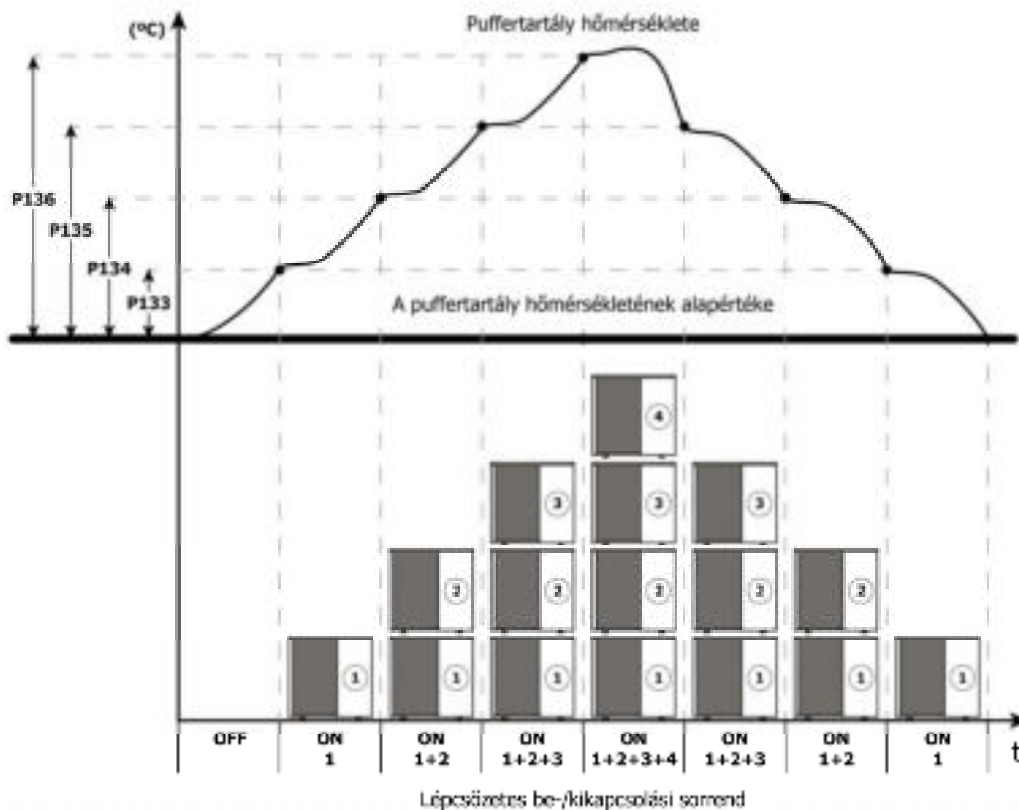 (°C)
Puffertartály hőmérséklete
P136
P135
P134
P133
A puffertartály hőmérsékletének alapértéke
4
3 3 3
2 2 2 2 2
1 1 1 1 1 1 1
OFF ON ON ON ON ON ON ON
1 1+2 1+2+3 1+2+3+4 1+2+3 1+2 1
t
Lépcsőzetes be-/kikapcsolási sorrend